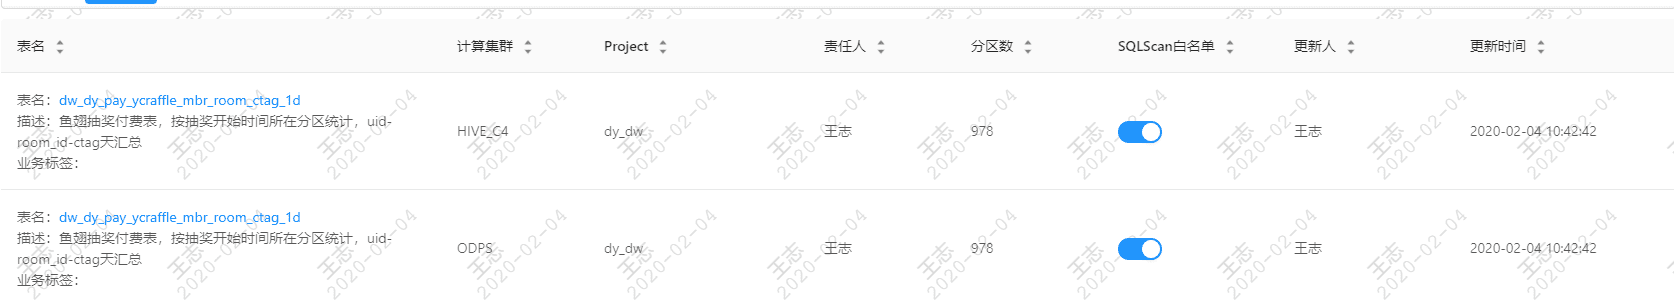 表名 计算集群 Project 责任人 分区数 SQLScan白名单 更新人 更新时间
表名：dw_dy_pay_ycraffle_mbr_room_ctag_1d
描述：鱼翅抽奖付费表，按抽奖开始时间所在分区统计，uid-
room_id-ctag天汇总
业务标签：
HIVE_C4 dy_dw 王志 978 王志 2020-02-04 10:42:42
表名：dw_dy_pay_ycraffle_mbr_room_ctag_1d
描述：鱼翅抽奖付费表，按抽奖开始时间所在分区统计，uid-
room_id-ctag天汇总
业务标签：
ODPS dy_dw 王志 978 王志 2020-02-04 10:42:42
王志
2020-02-04